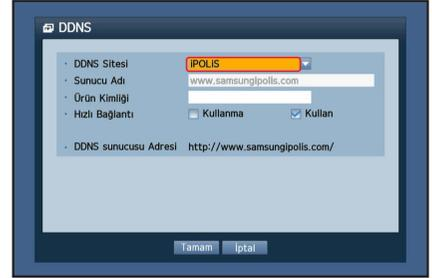 DDNS
DDNS Sitesi iPOLiS
Sunucu Adı www.samsungipolis.com
Ürün Kimliği
Hızlı Bağlantı Kullanma Kullan
DDNS sunucusu Adresi http://www.samsungipolis.com/
Tamam İptal